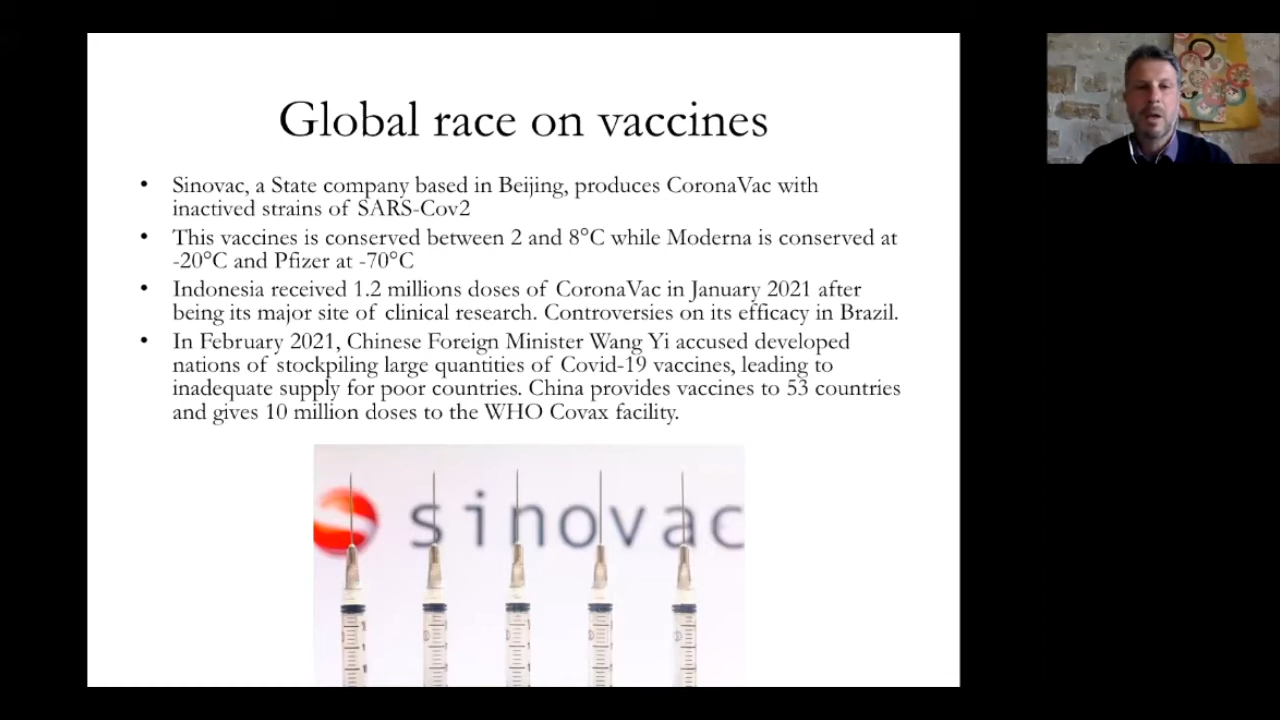 Global race on vaccines
• Sinovac, a State company based in Beijing, produces CoronaVac with
inactived strains of SARS-Cov2
• This vaccines is conserved between 2 and 8°C while Moderna is conserved at
-20°C and Pfizer at -70°C
• Indonesia received 1.2 millions doses of CoronaVac in January 2021 after
being its major site of clinical research. Controversies on its efficacy in Brazil.
• In February 2021, Chinese Foreign Minister Wang Yi accused developed
nations of stockpiling large quantities of Covid-19 vaccines, leading to
inadequate supply for poor countries. China provides vaccines to 53 countries
and gives 10 million doses to the WHO Covax facility.
sinovac